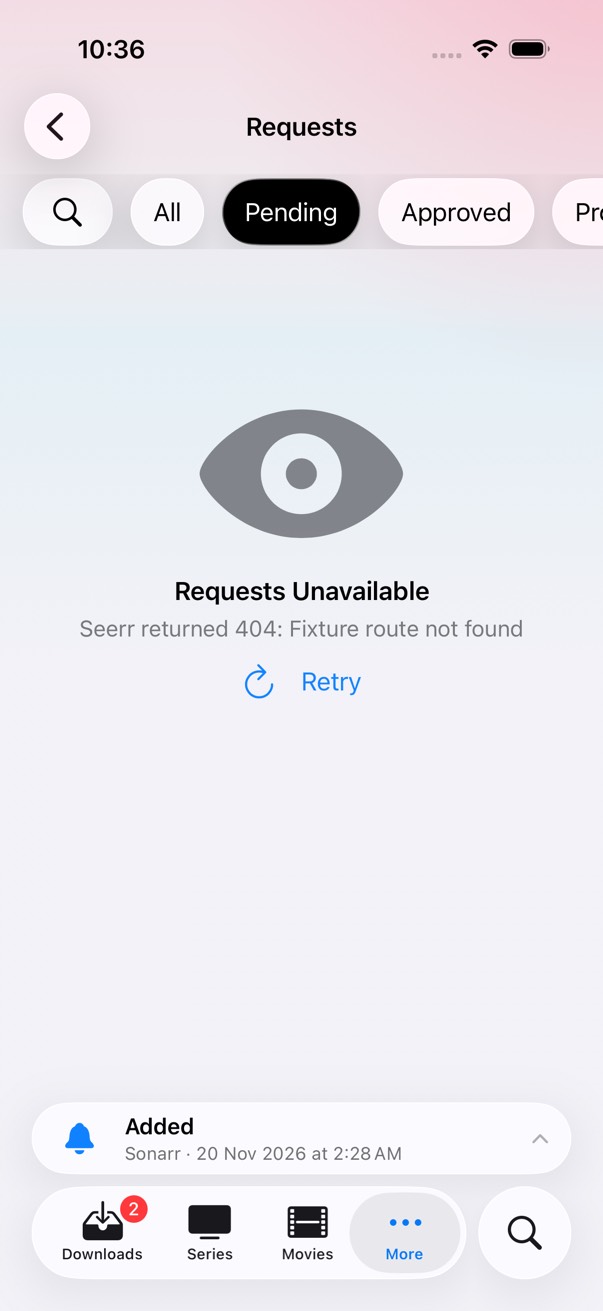 10:36
Requests
All
Pending
Approved
Requests Unavailable
Seerr returned 404: Fixture route not found
Retry
Added
Sonarr · 20 Nov 2026 at 2:28 AM
2
Downloads
Series
Movies
More